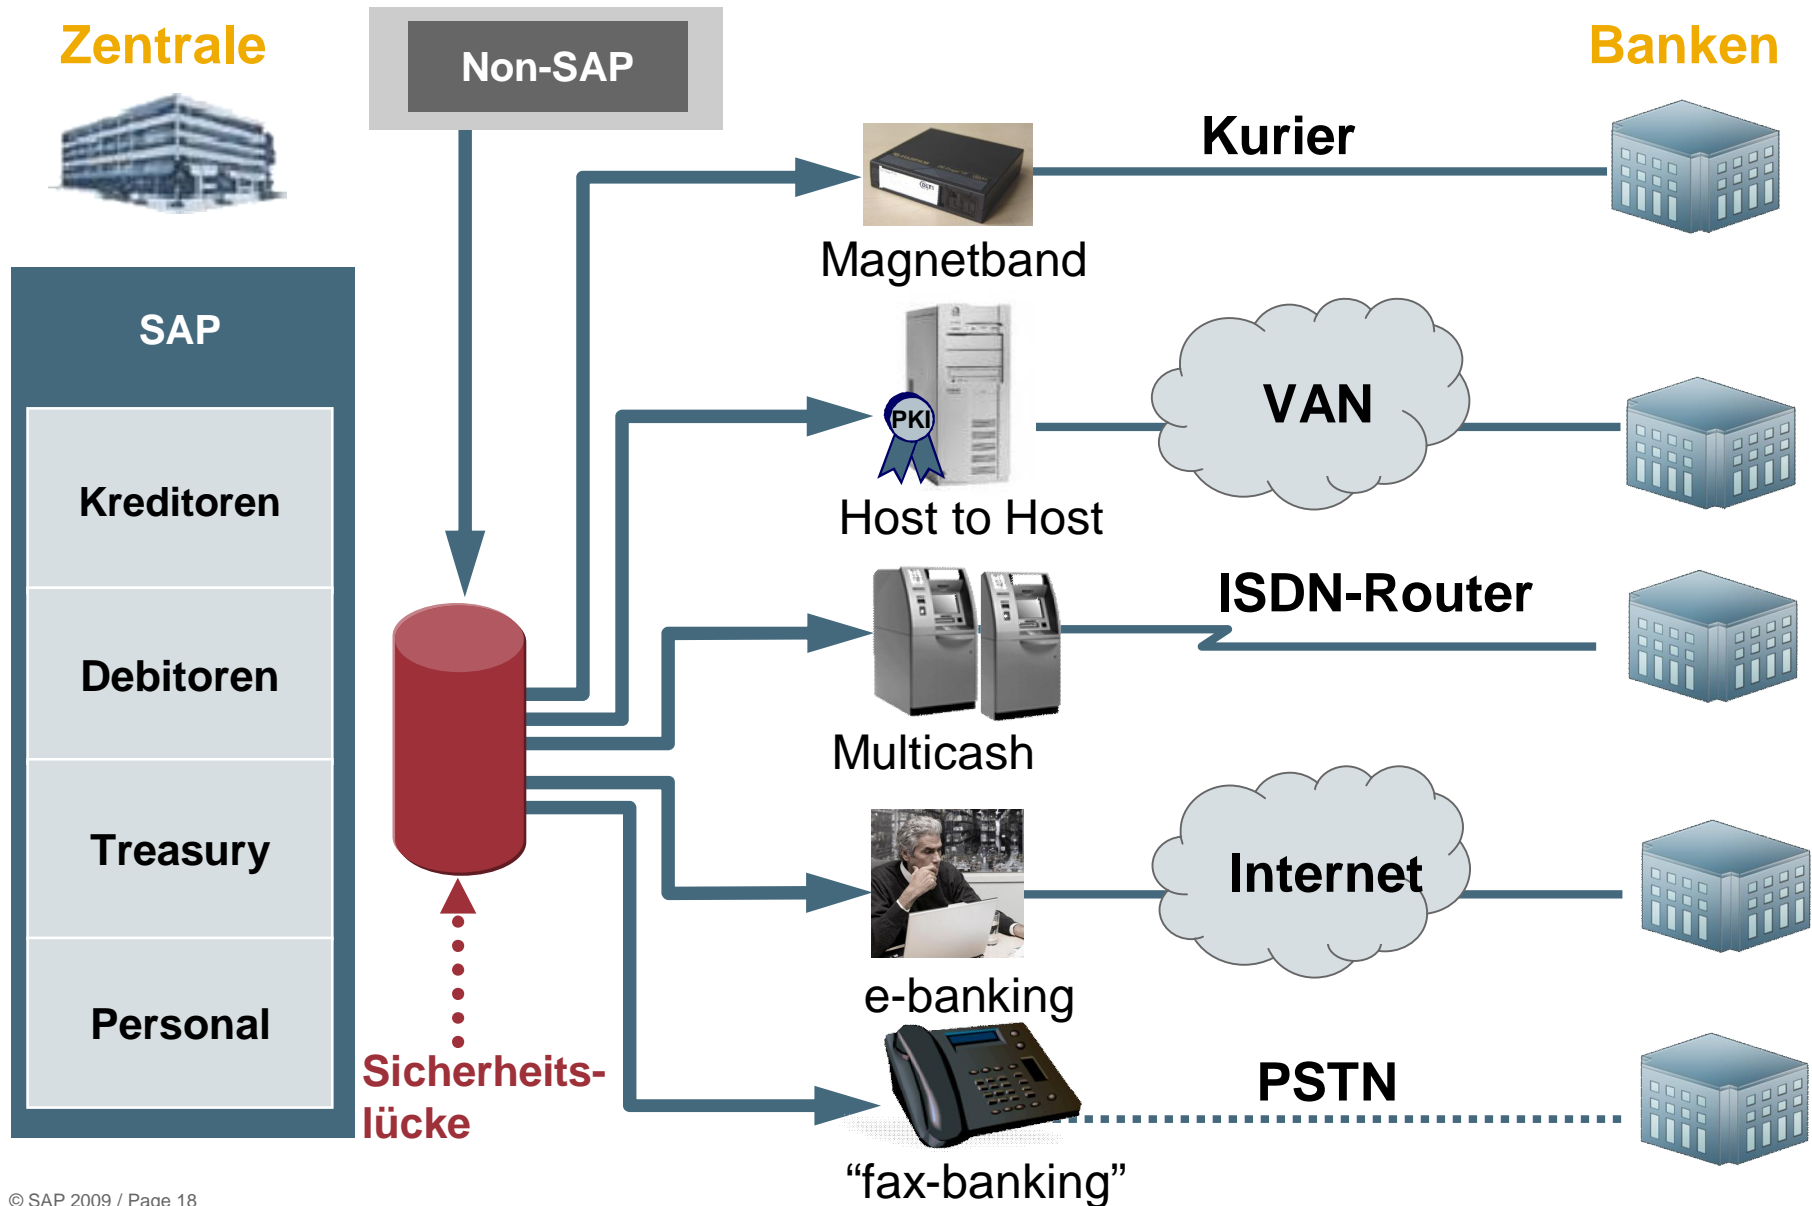 Zentrale
Non-SAP
Banken
Kurier
Magnetband
SAP
VAN
PKI
Kreditoren
Host to Host
ISDN-Router
Debitoren
Multicash
Treasury
Internet
e-banking
Personal
Sicherheits-
lücke
PSTN
“fax-banking”
© SAP 2009 / Page 18